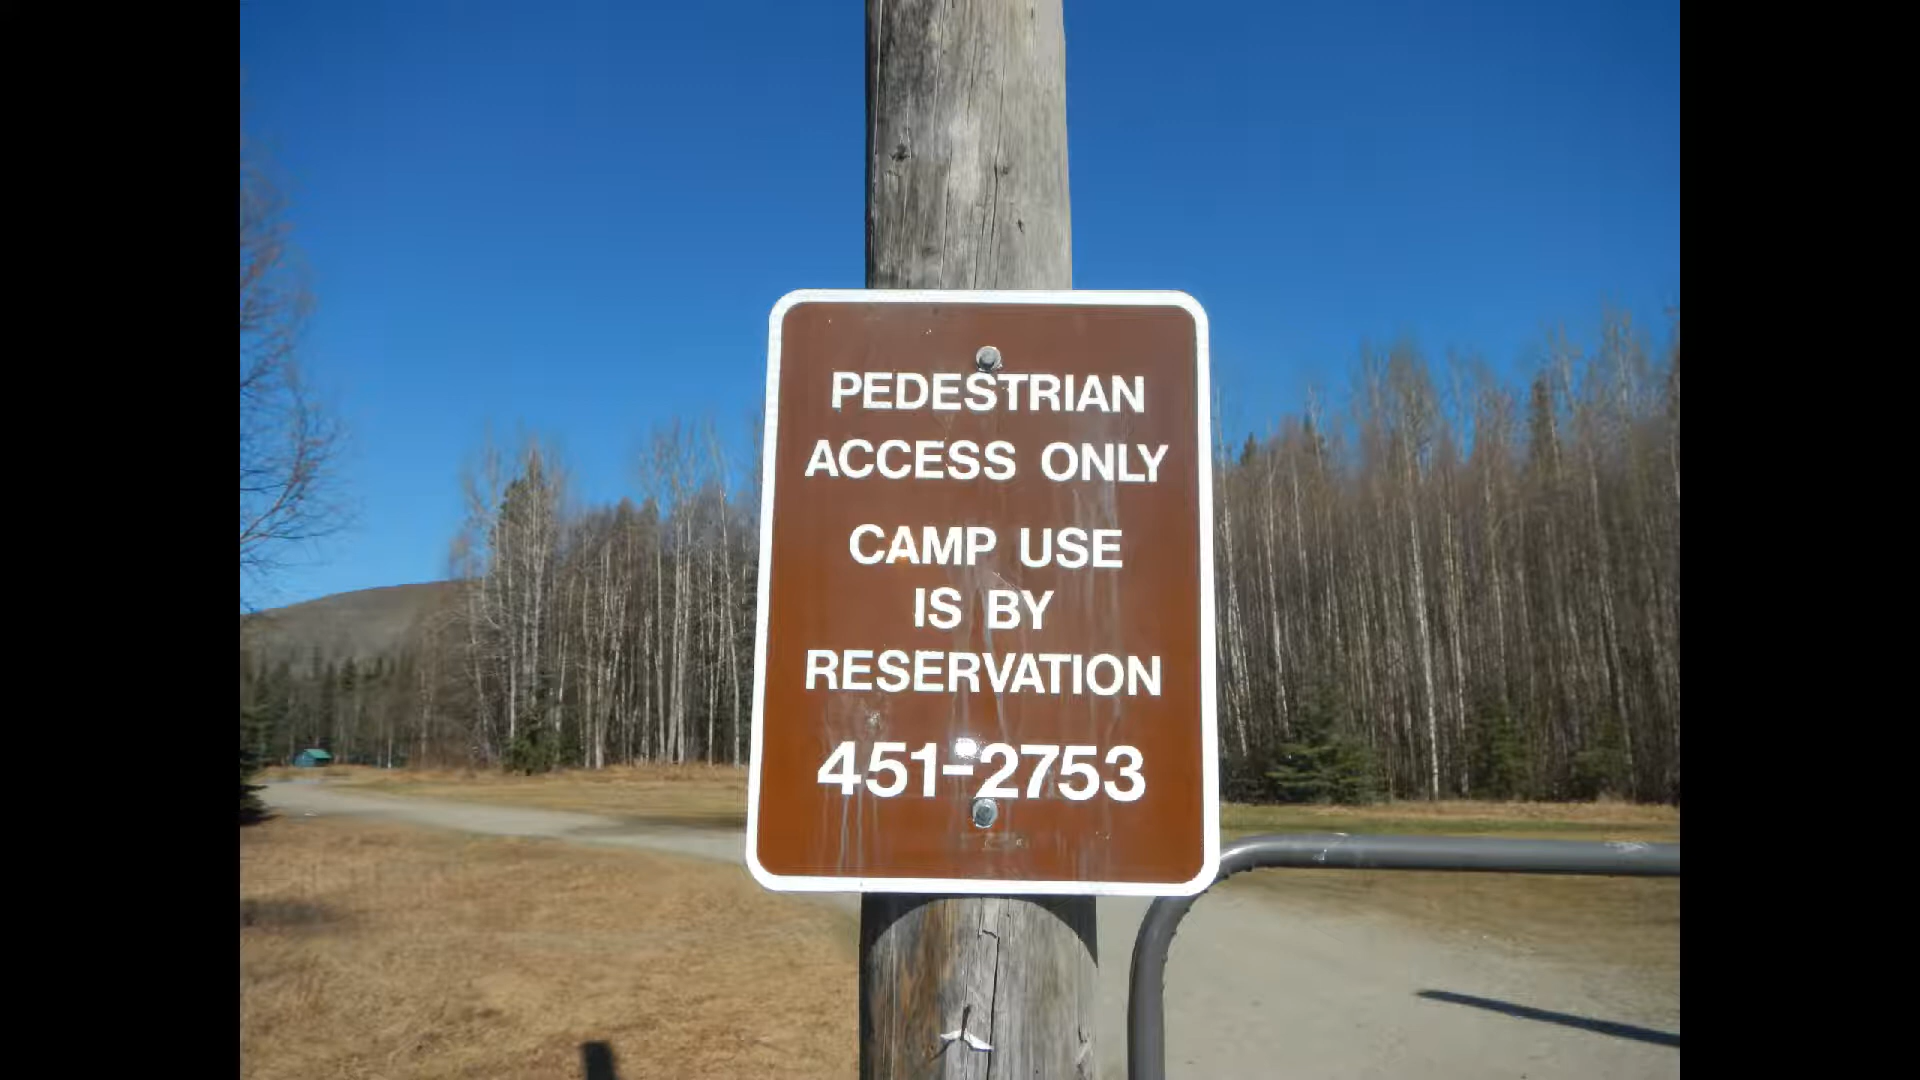 PEDESTRIAN
ACCESS ONLY
CAMP USE
IS BY
RESERVATION
451-2753